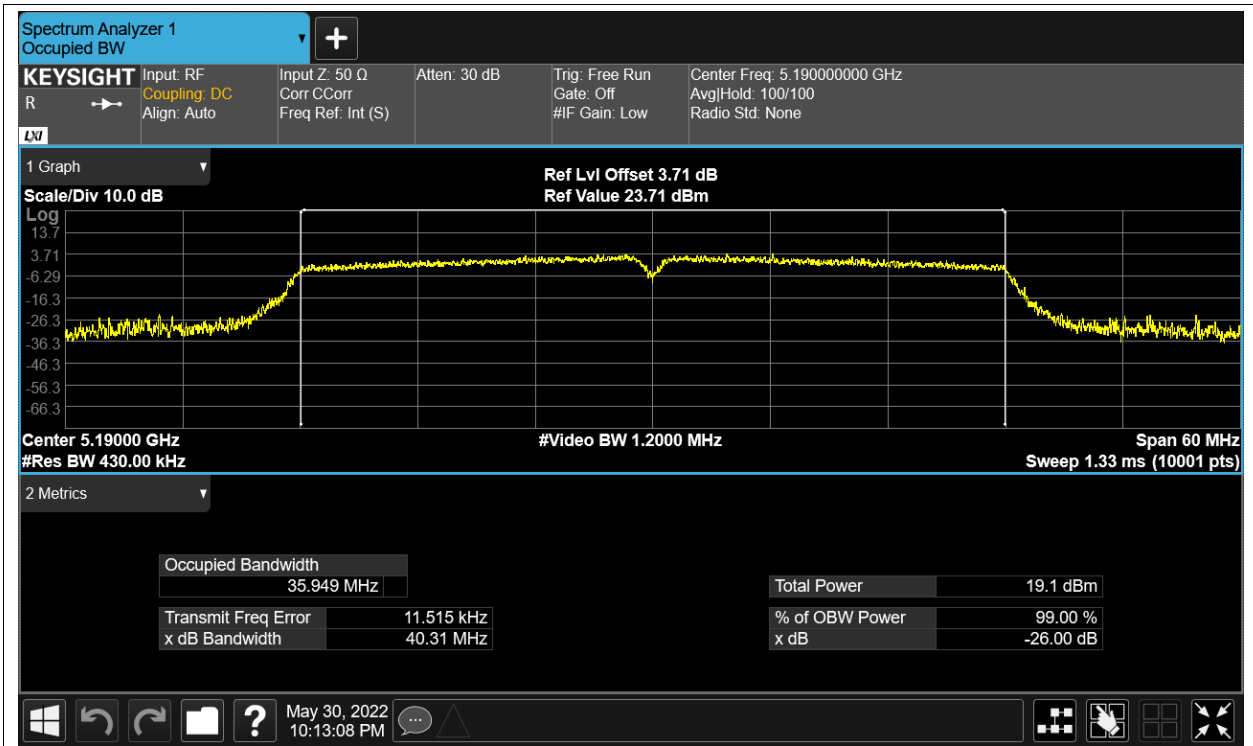 Spectrum Analyzer 1
Occupied BW
KEYSIGHT
R
LXI
Input: RF
Coupling: DC
Align: Auto
Input Z: 50 Ω
Corr CCorr
Freq Ref: Int (S)
Atten: 30 dB
Trig: Free Run
Gate: Off
#IF Gain: Low
Center Freq: 5.190000000 GHz
Avg|Hold: 100/100
Radio Std: None
1 Graph
Scale/Div 10.0 dB
Ref Lvl Offset 3.71 dB
Ref Value 23.71 dBm
Log
13.7
3.71
-6.29
-16.3
-26.3
-36.3
-46.3
-56.3
-66.3
Center 5.19000 GHz
#Res BW 430.00 kHz
#Video BW 1.2000 MHz
Span 60 MHz
Sweep 1.33 ms (10001 pts)
2 Metrics
Occupied Bandwidth
35.949 MHz
Transmit Freq Error 11.515 kHz
x dB Bandwidth 40.31 MHz
Total Power 19.1 dBm
% of OBW Power 99.00 %
x dB -26.00 dB
?
May 30, 2022
10:13:08 PM